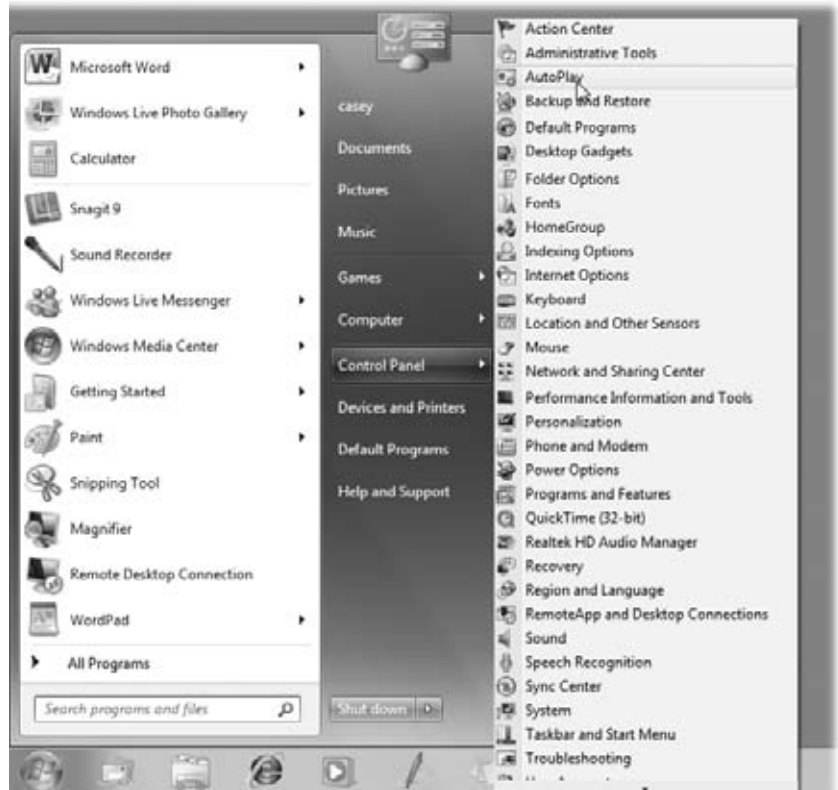 Microsoft Word
Windows Live Photo Gallery
Calculator
Snagit 9
Sound Recorder
Windows Live Messenger
Windows Media Center
Getting Started
Paint
Snipping Tool
Magnifier
Remote Desktop Connection
WordPad
All Programs
Search programs and files
casey
Documents
Pictures
Music
Games
Computer
Control Panel
Devices and Printers
Default Programs
Help and Support
Shut down
Action Center
Administrative Tools
AutoPlay
Backup and Restore
Default Programs
Desktop Gadgets
Folder Options
Fonts
HomeGroup
Indexing Options
Internet Options
Keyboard
Location and Other Sensors
Mouse
Network and Sharing Center
Performance Information and Tools
Personalization
Phone and Modem
Power Options
Programs and Features
QuickTime (32-bit)
Realtek HD Audio Manager
Recovery
Region and Language
RemoteApp and Desktop Connections
Sound
Speech Recognition
Sync Center
System
Taskbar and Start Menu
Troubleshooting